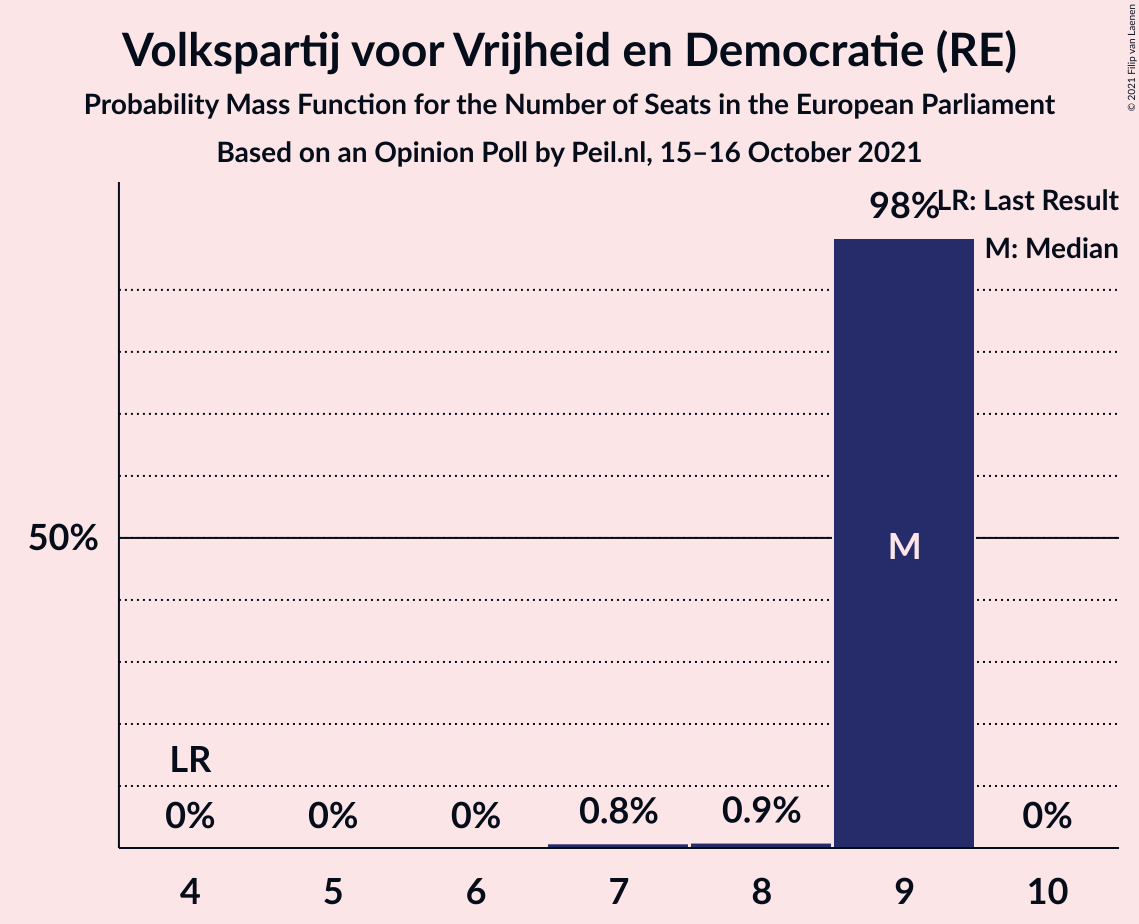 Volkspartij voor Vrijheid en Democratie (RE)
Probability Mass Function for the Number of Seats in the European Parliament
Based on an Opinion Poll by Peil.nl, 15–16 October 2021
© 2021 Filip van Laenen
98%
LR: Last Result
M: Median
50%
M
LR
0%
0%
0%
0.8%
0.9%
0%
4
5
6
7
8
9
10